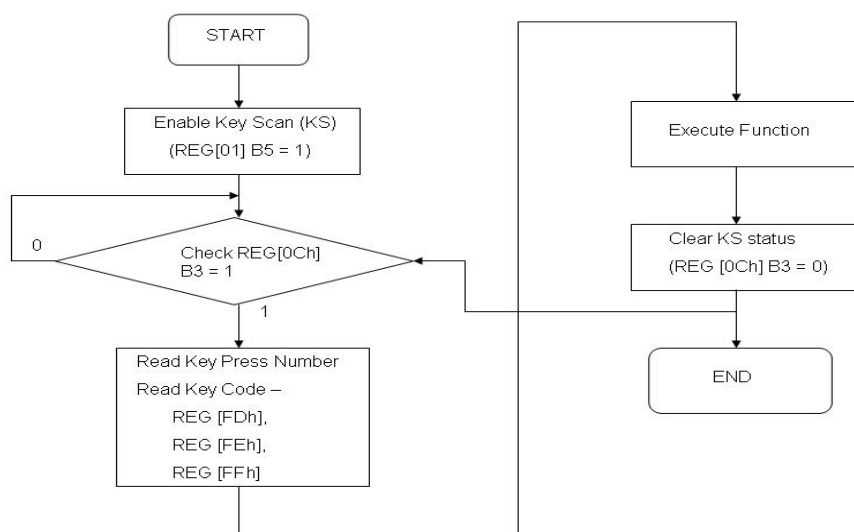 START
Enable Key Scan (KS)
(REG[01] B5 = 1)
0
Check REG[0Ch]
B3 = 1
1
Read Key Press Number
Read Key Code –
REG [FDh],
REG [FEh],
REG [FFh]
Execute Function
Clear KS status
(REG [0Ch] B3 = 0)
END